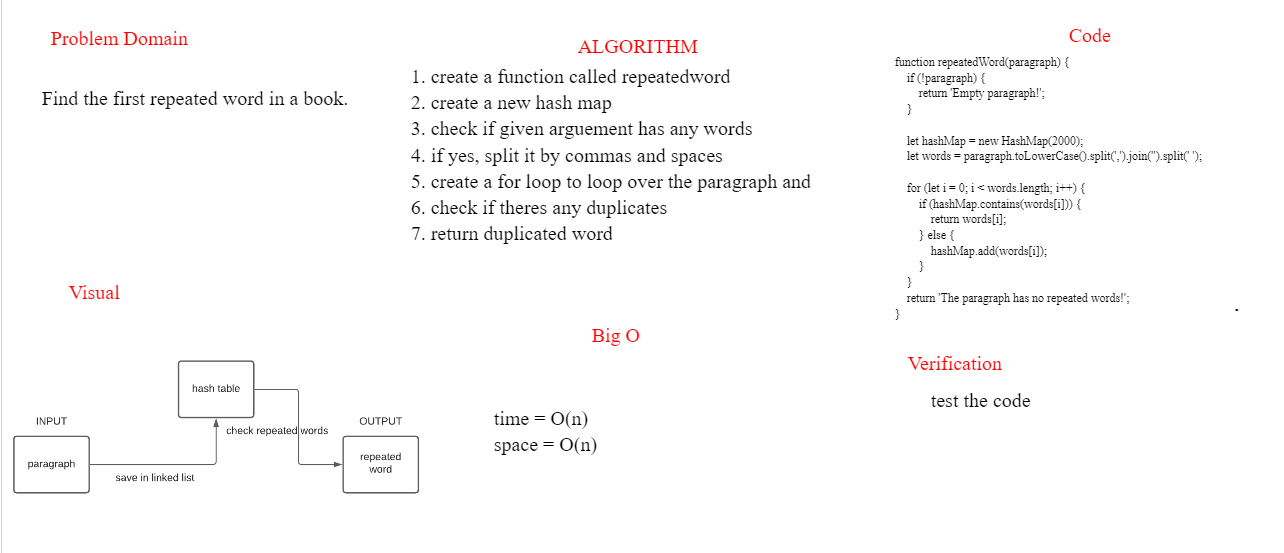 Problem Domain
Find the first repeated word in a book.
ALGORITHM
1. create a function called repeatedword
2. create a new hash map
3. check if given arguement has any words
4. if yes, split it by commas and spaces
5. create a for loop to loop over the paragraph and
6. check if theres any duplicates
7. return duplicated word
Code
function repeatedWord(paragraph) {
if (!paragraph) {
return 'Empty paragraph!';
}
let hashMap = new HashMap(2000);
let words = paragraph.toLowerCase().split(',').join('').split(' ');
for (let i = 0; i < words.length; i++) {
if (hashMap.contains(words[i])) {
return words[i];
} else {
hashMap.add(words[i]);
}
}
return 'The paragraph has no repeated words!';
}
Visual
hash table
INPUT
check repeated words
OUTPUT
paragraph
repeated
word
save in linked list
Big O
time = O(n)
space = O(n)
Verification
test the code